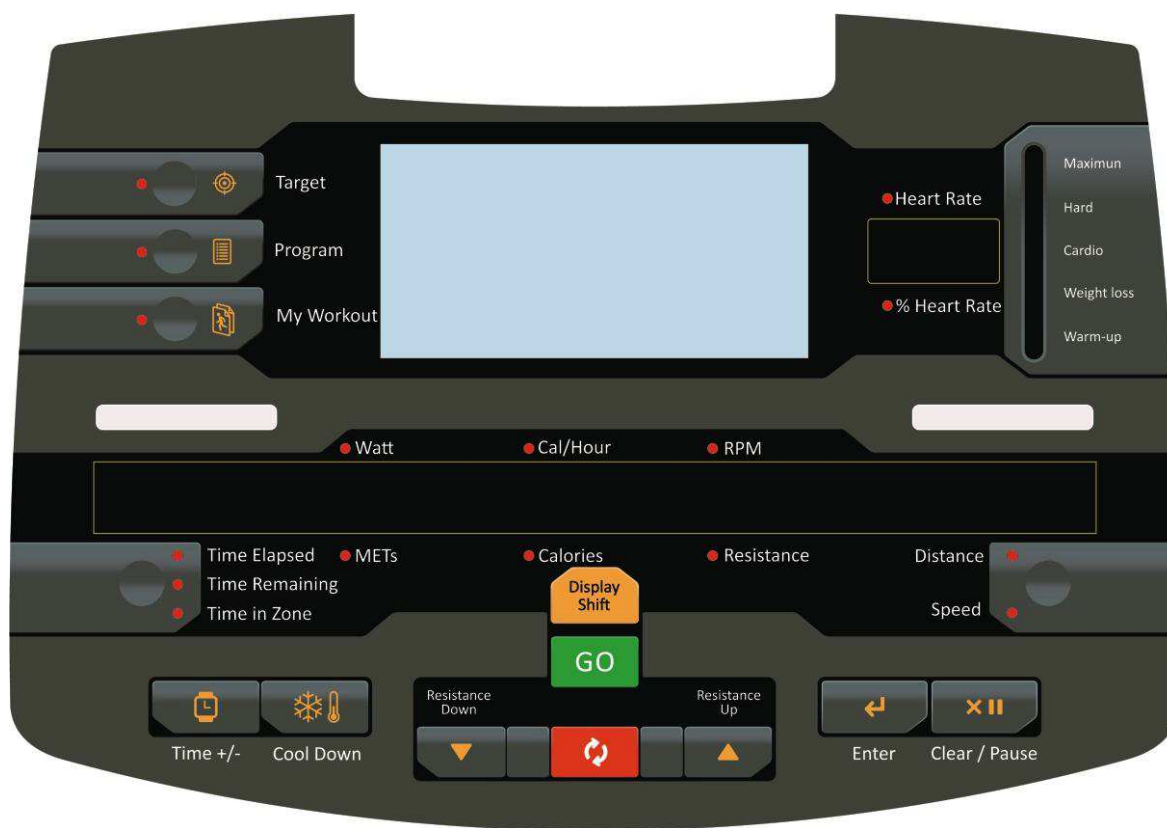 Target
Program
My Workout
Heart Rate
% Heart Rate
Maximun
Hard
Cardio
Weight loss
Warm-up
Watt
Cal/Hour
RPM
Time Elapsed
Time Remaining
Time in Zone
METs
Calories
Resistance
Distance
Speed
Display
Shift
GO
Resistance
Down
Resistance
Up
Time +/-
Cool Down
Enter
Clear / Pause